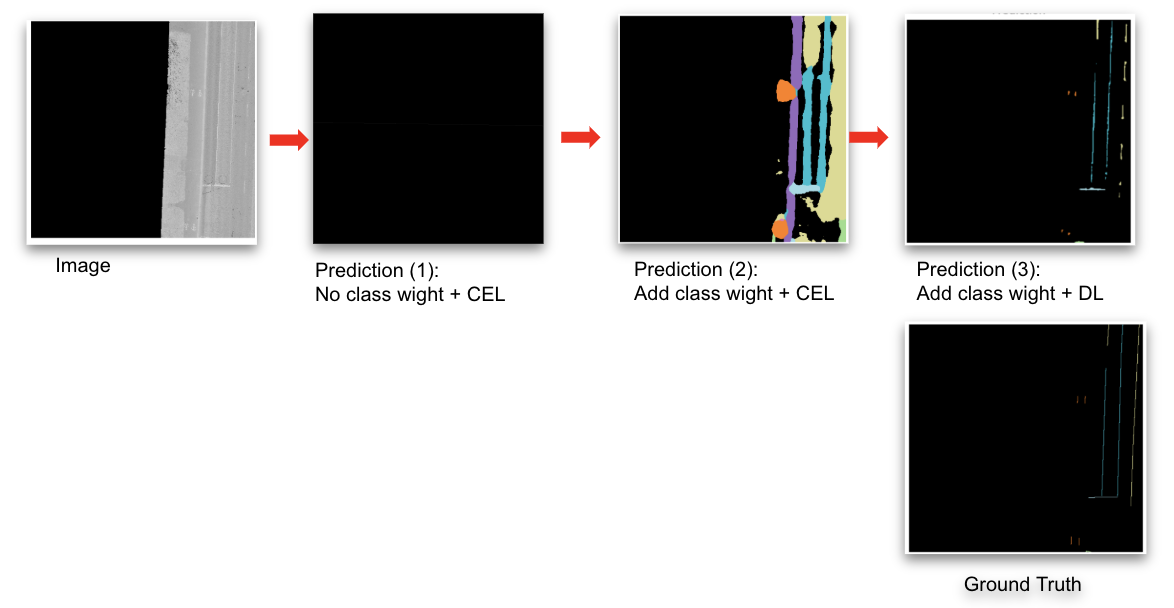 Image
Prediction (1):
No class wight + CEL
Prediction (2):
Add class wight + CEL
Prediction (3):
Add class wight + DL
Ground Truth